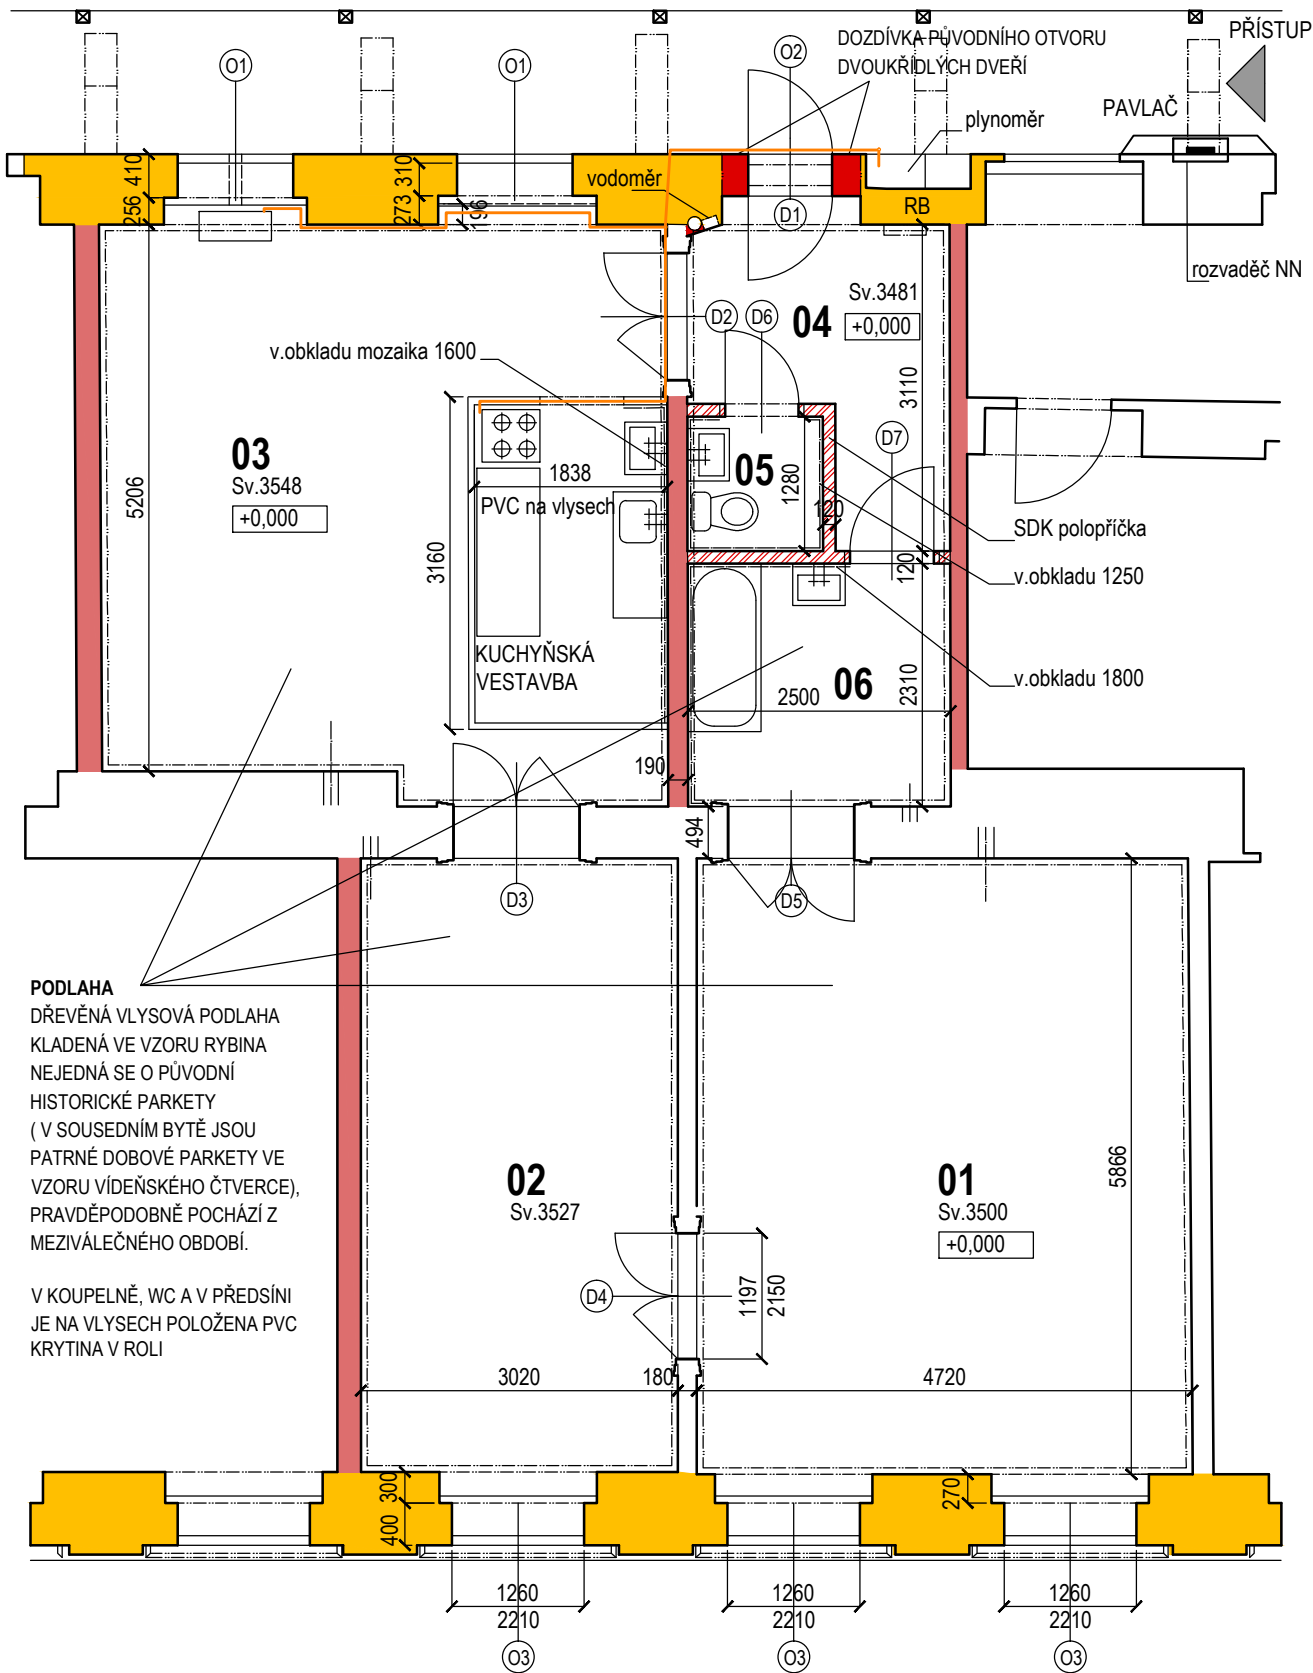 DOZDÍVKA PŮVODNÍHO OTVORU
DVOUKŘÍDLÝCH DVEŘÍ
PŘÍSTUP
PAVLAČ
O1
O1
O2
plynoměr
410
256
310
273
196
vodoměr
D1
RB
rozvaděč NN
Sv.3481
04
+0,000
D2
D6
v.obkladu mozaika 1600
3110
5206
03
Sv.3548
+0,000
3160
1838
PVC na vlysech
KUCHYŇSKÁ
VESTAVBA
05
1280
120
D7
SDK polopříčka
120
v.obkladu 1250
v.obkladu 1800
06
2500
2310
190
494
D3
D5
PODLAHA
DŘEVĚNÁ VLYSOVÁ PODLAHA
KLADENÁ VE VZORU RYBINA
NEJEDNÁ SE O PŮVODNÍ
HISTORICKÉ PARKETY
( V SOUSEDNÍM BYTĚ JSOU
PATRNÉ DOBOVÉ PARKETY VE
VZORU VÍDEŇSKÉHO ČTVERCE),
PRAVDĚPODOBNĚ POCHÁZÍ Z
MEZIVÁLEČNÉHO OBDOBÍ.
V KOUPELNĚ, WC A V PŘEDSÍNI
JE NA VLYSECH POLOŽENA PVC
KRYTINA V ROLI
02
Sv.3527
01
Sv.3500
+0,000
5866
D4
1197
2150
3020
180
4720
300
400
270
1260
2210
1260
2210
1260
2210
O3
O3
O3